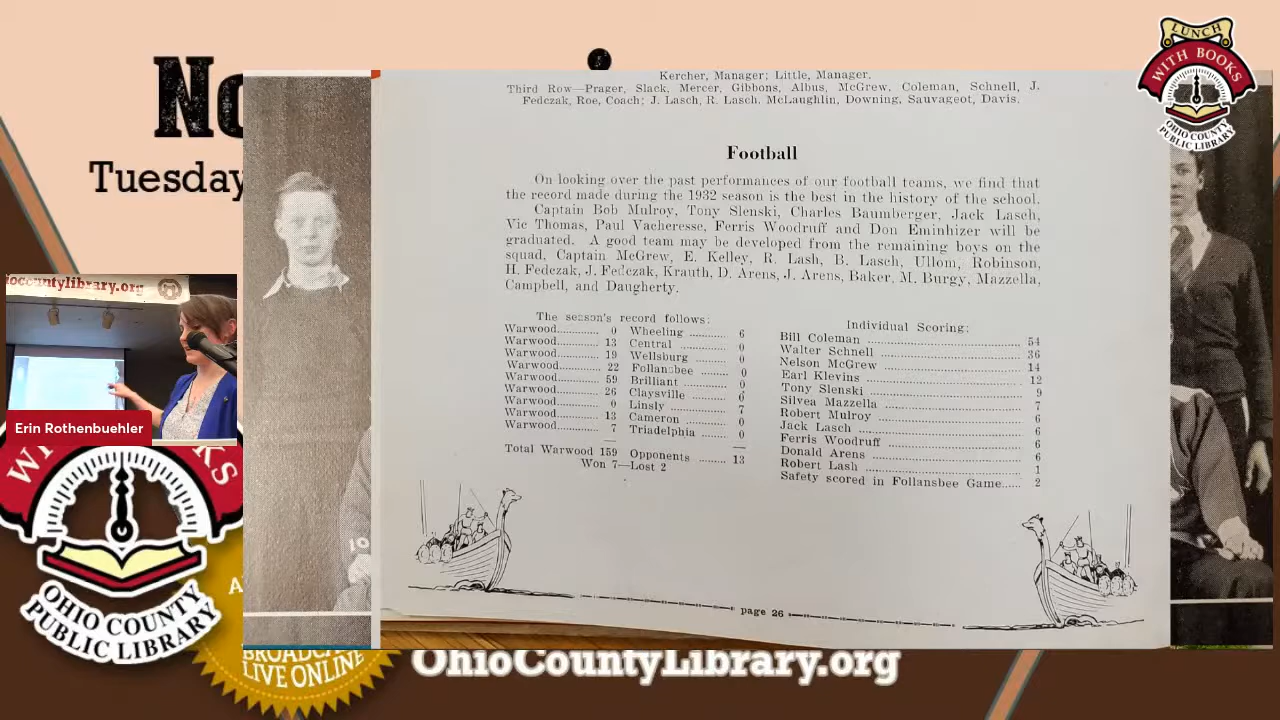 No
Tuesday
LUNCH
WITH BOOKS
OHIO COUNTY
PUBLIC LIBRARY
Kercher, Manager; Little, Manager.
Third Row—Prager, Slack, Mercer, Gibbons, Albus, McGrew, Coleman, Schnell, J.
Fedczak, Roe, Coach; J. Lasch, R. Lasch, McLaughlin, Downing, Sauvageot, Davis.
Football
On looking over the past performances of our football teams, we find that
the record made during the 1932 season is the best in the history of the school.
Captain Bob Mulroy, Tony Slenski, Charles Baumberger, Jack Lasch,
Vic Thomas, Paul Vacheresse, Ferris Woodruff and Don Eminhizer will be
graduated. A good team may be developed from the remaining boys on the
squad, Captain McGrew, E. Kelley, R. Lash, B. Lasch, Ullom, Robinson,
H. Fedczak, J. Fedczak, Krauth, D. Arens, J. Arens, Baker, M. Burgy, Mazzella,
Campbell, and Daugherty.
The season's record follows:
Warwood............. 0 Wheeling ........... 6
Warwood............. 13 Central ............. 0
Warwood............. 19 Wellsburg ......... 0
Warwood............. 22 Follansbee ........ 0
Warwood............. 59 Brilliant ............ 0
Warwood............. 26 Claysville .......... 6
Warwood............. 0 Linsly ............... 7
Warwood............. 13 Cameron .......... 0
Warwood............. 7 Triadelphia ....... 0
Total Warwood 159 Opponents ........ 13
Won 7—Lost 2
Individual Scoring:
Bill Coleman ........................................ 54
Walter Schnell ..................................... 36
Nelson McGrew ................................... 14
Earl Klevins ......................................... 12
Tony Slenski ........................................ 9
Silvea Mazzella .................................... 7
Robert Mulroy ..................................... 6
Jack Lasch ........................................... 6
Ferris Woodruff ................................... 6
Donald Arens ....................................... 6
Robert Lash ......................................... 1
Safety scored in Follansbee Game..... 2
page 26
iocountylibrary.org
Erin Rothenbuehler
OHIO COUNTY
PUBLIC LIBRARY
LIVE ONLINE
OhioCountyLibrary.org